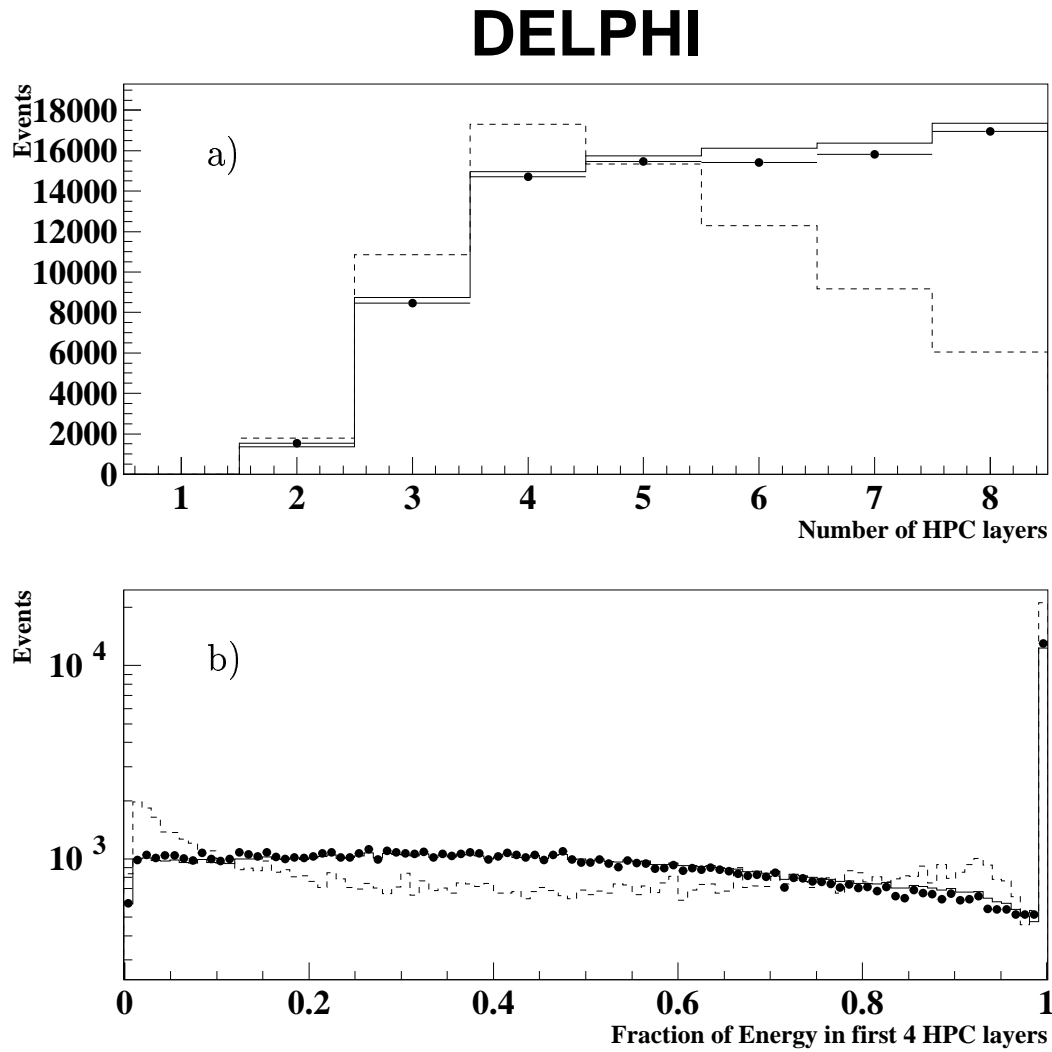 DELPHI
Events
18000
16000
14000
12000
10000
8000
6000
4000
2000
0
a)
1 2 3 4 5 6 7 8
Number of HPC layers
Events
10 4
10 3
b)
0 0.2 0.4 0.6 0.8 1
Fraction of Energy in first 4 HPC layers